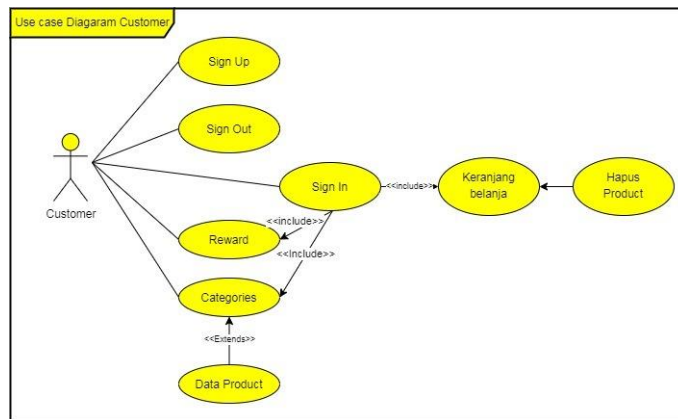 Use case Diagaram Customer
Sign Up
Sign Out
Customer
Sign In
<<include>>
Keranjang
belanja
Hapus
Product
<<include>>
Reward
<<Include>>
Categories
<<Extends>>
Data Product